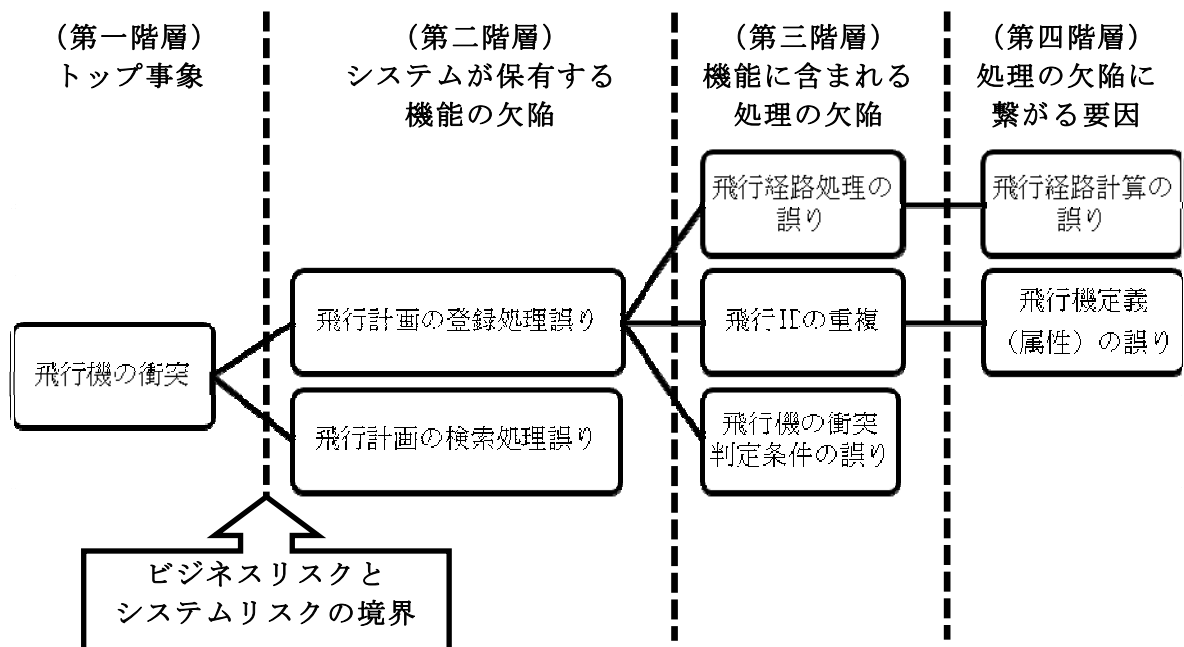 (第一階層)
トップ事象
(第二階層)
システムが保有する
機能の欠陥
(第三階層)
機能に含まれる
処理の欠陥
(第四階層)
処理の欠陥に
繋がる要因
飛行機の衝突
飛行計画の登録処理誤り
飛行計画の検索処理誤り
飛行経路処理の
誤り
飛行IDの重複
飛行機の衝突
判定条件の誤り
飛行経路計算の
誤り
飛行機定義
(属性)の誤り
ビジネスリスクと
システムリスクの境界